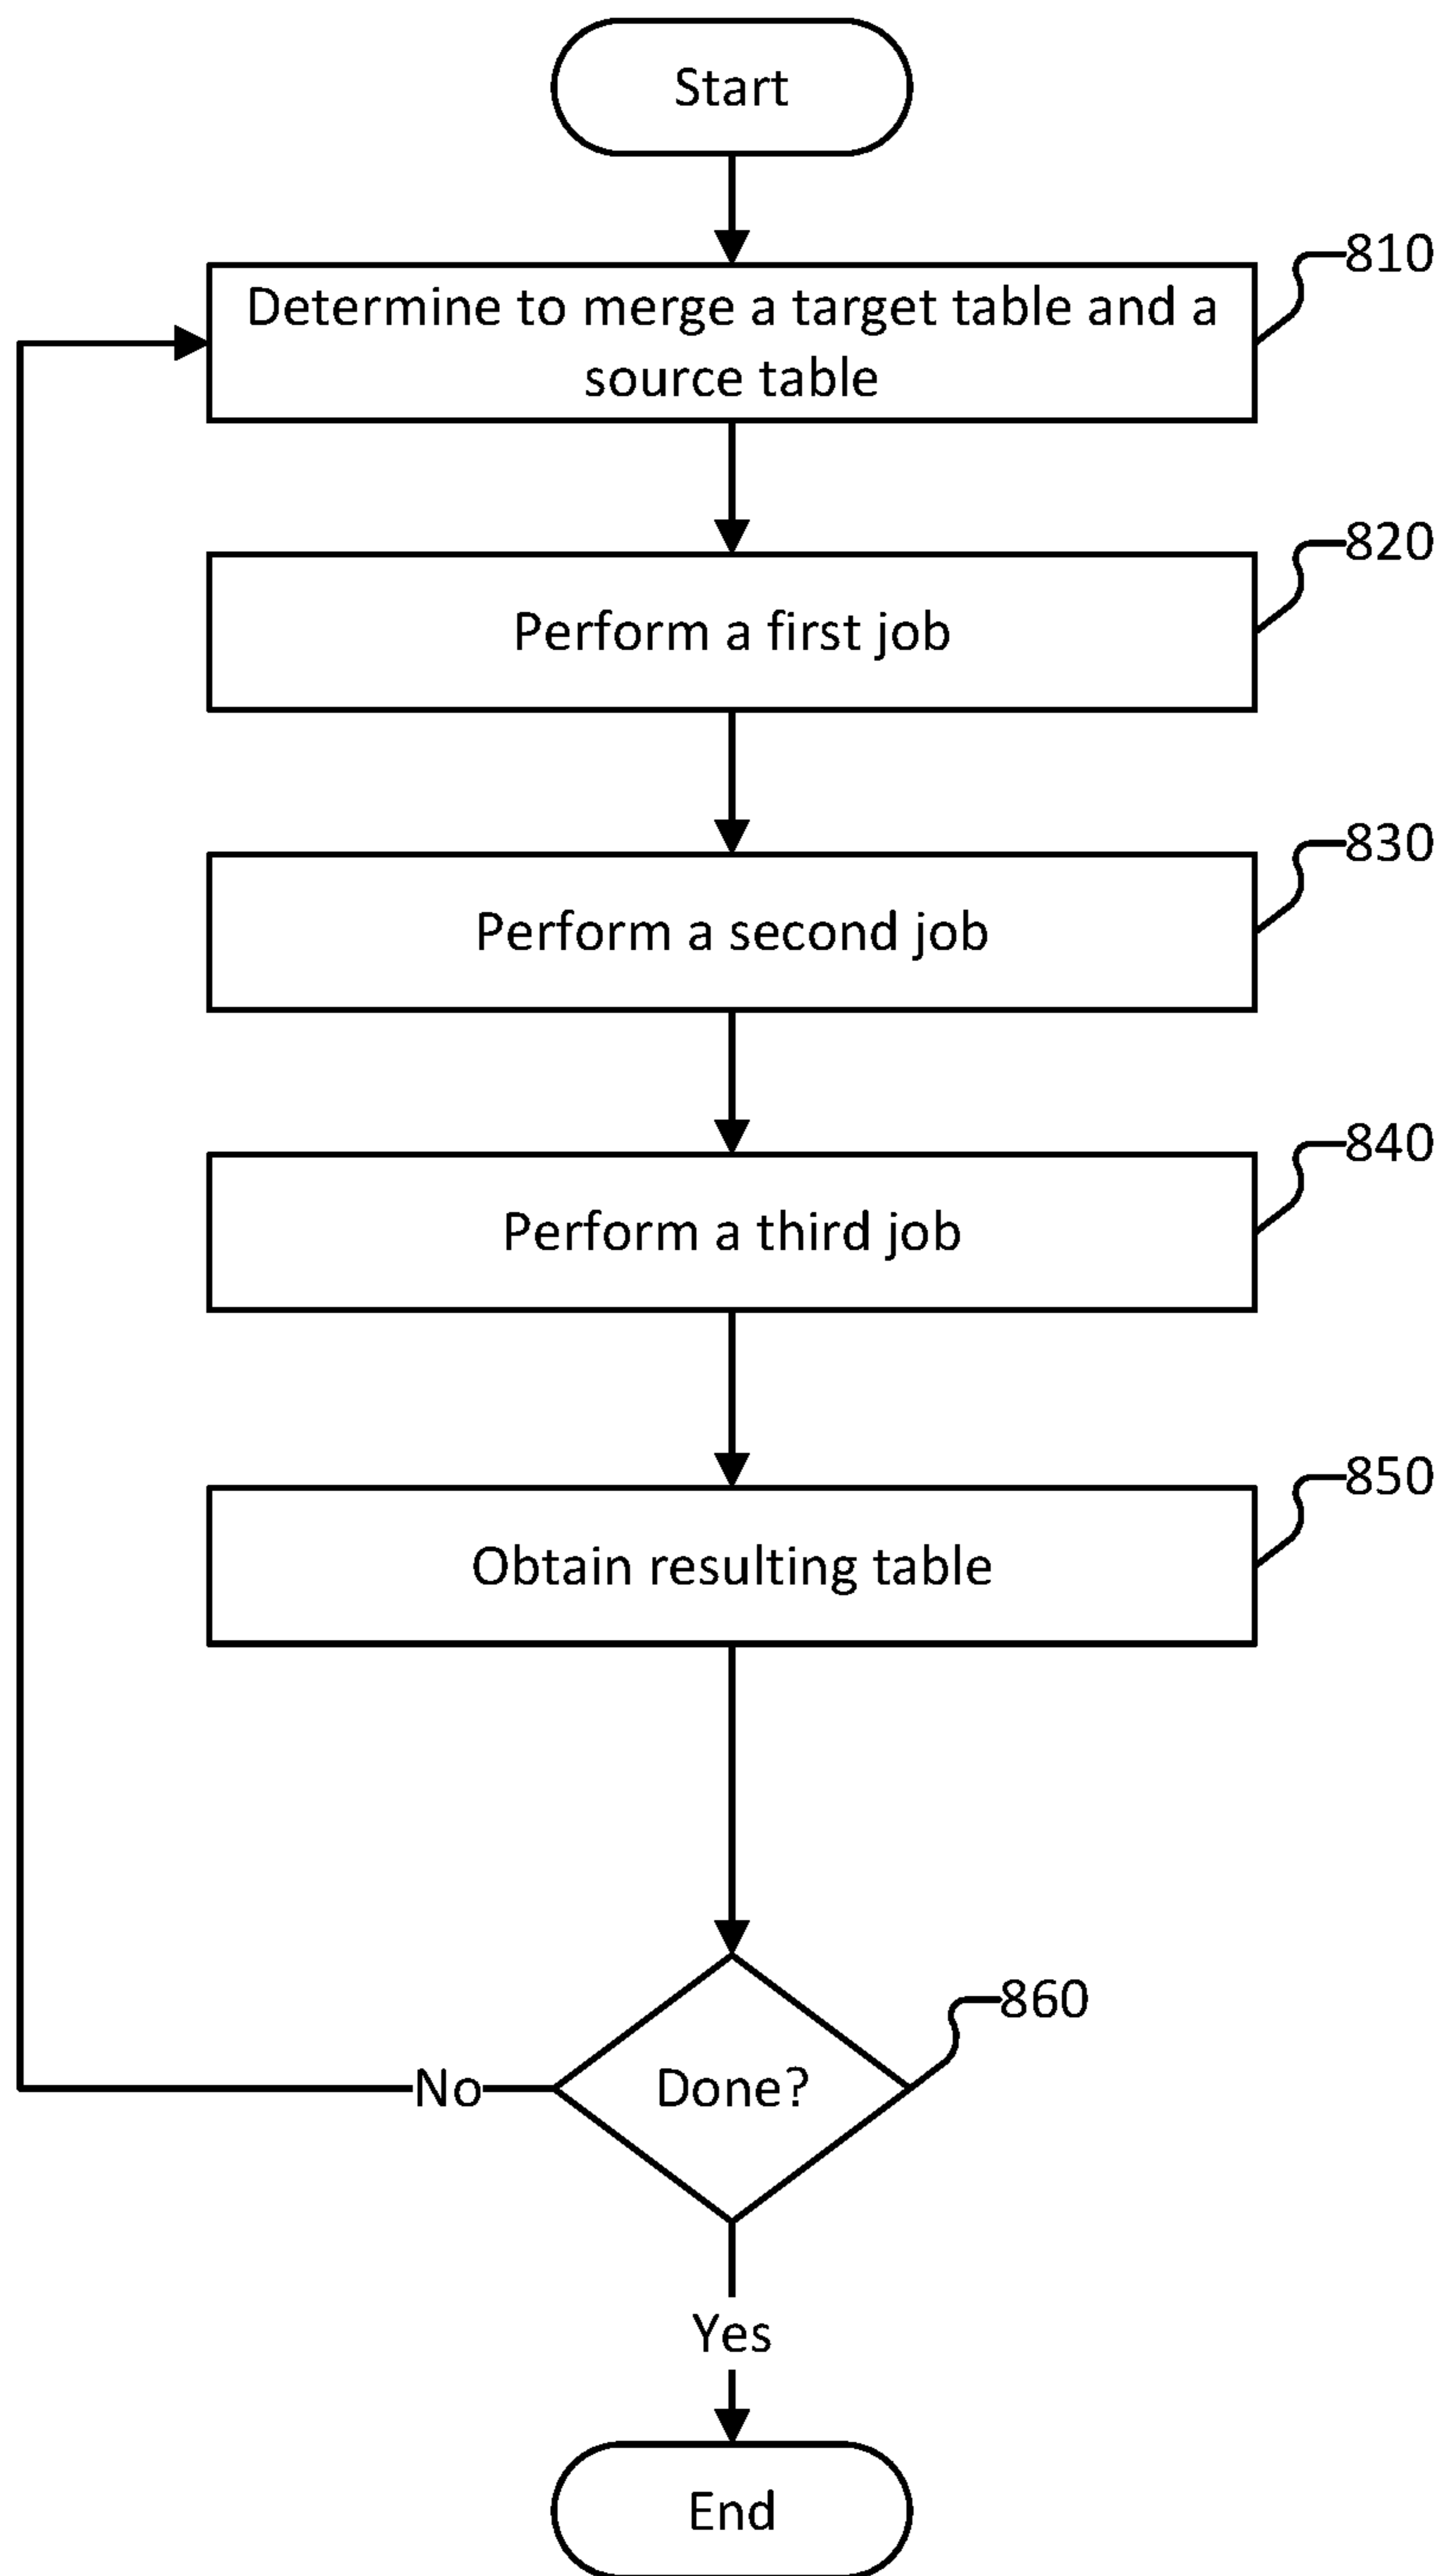 Start
810
Determine to merge a target table and a
source table
820
Perform a first job
830
Perform a second job
840
Perform a third job
850
Obtain resulting table
860
Done?
No
Yes
End